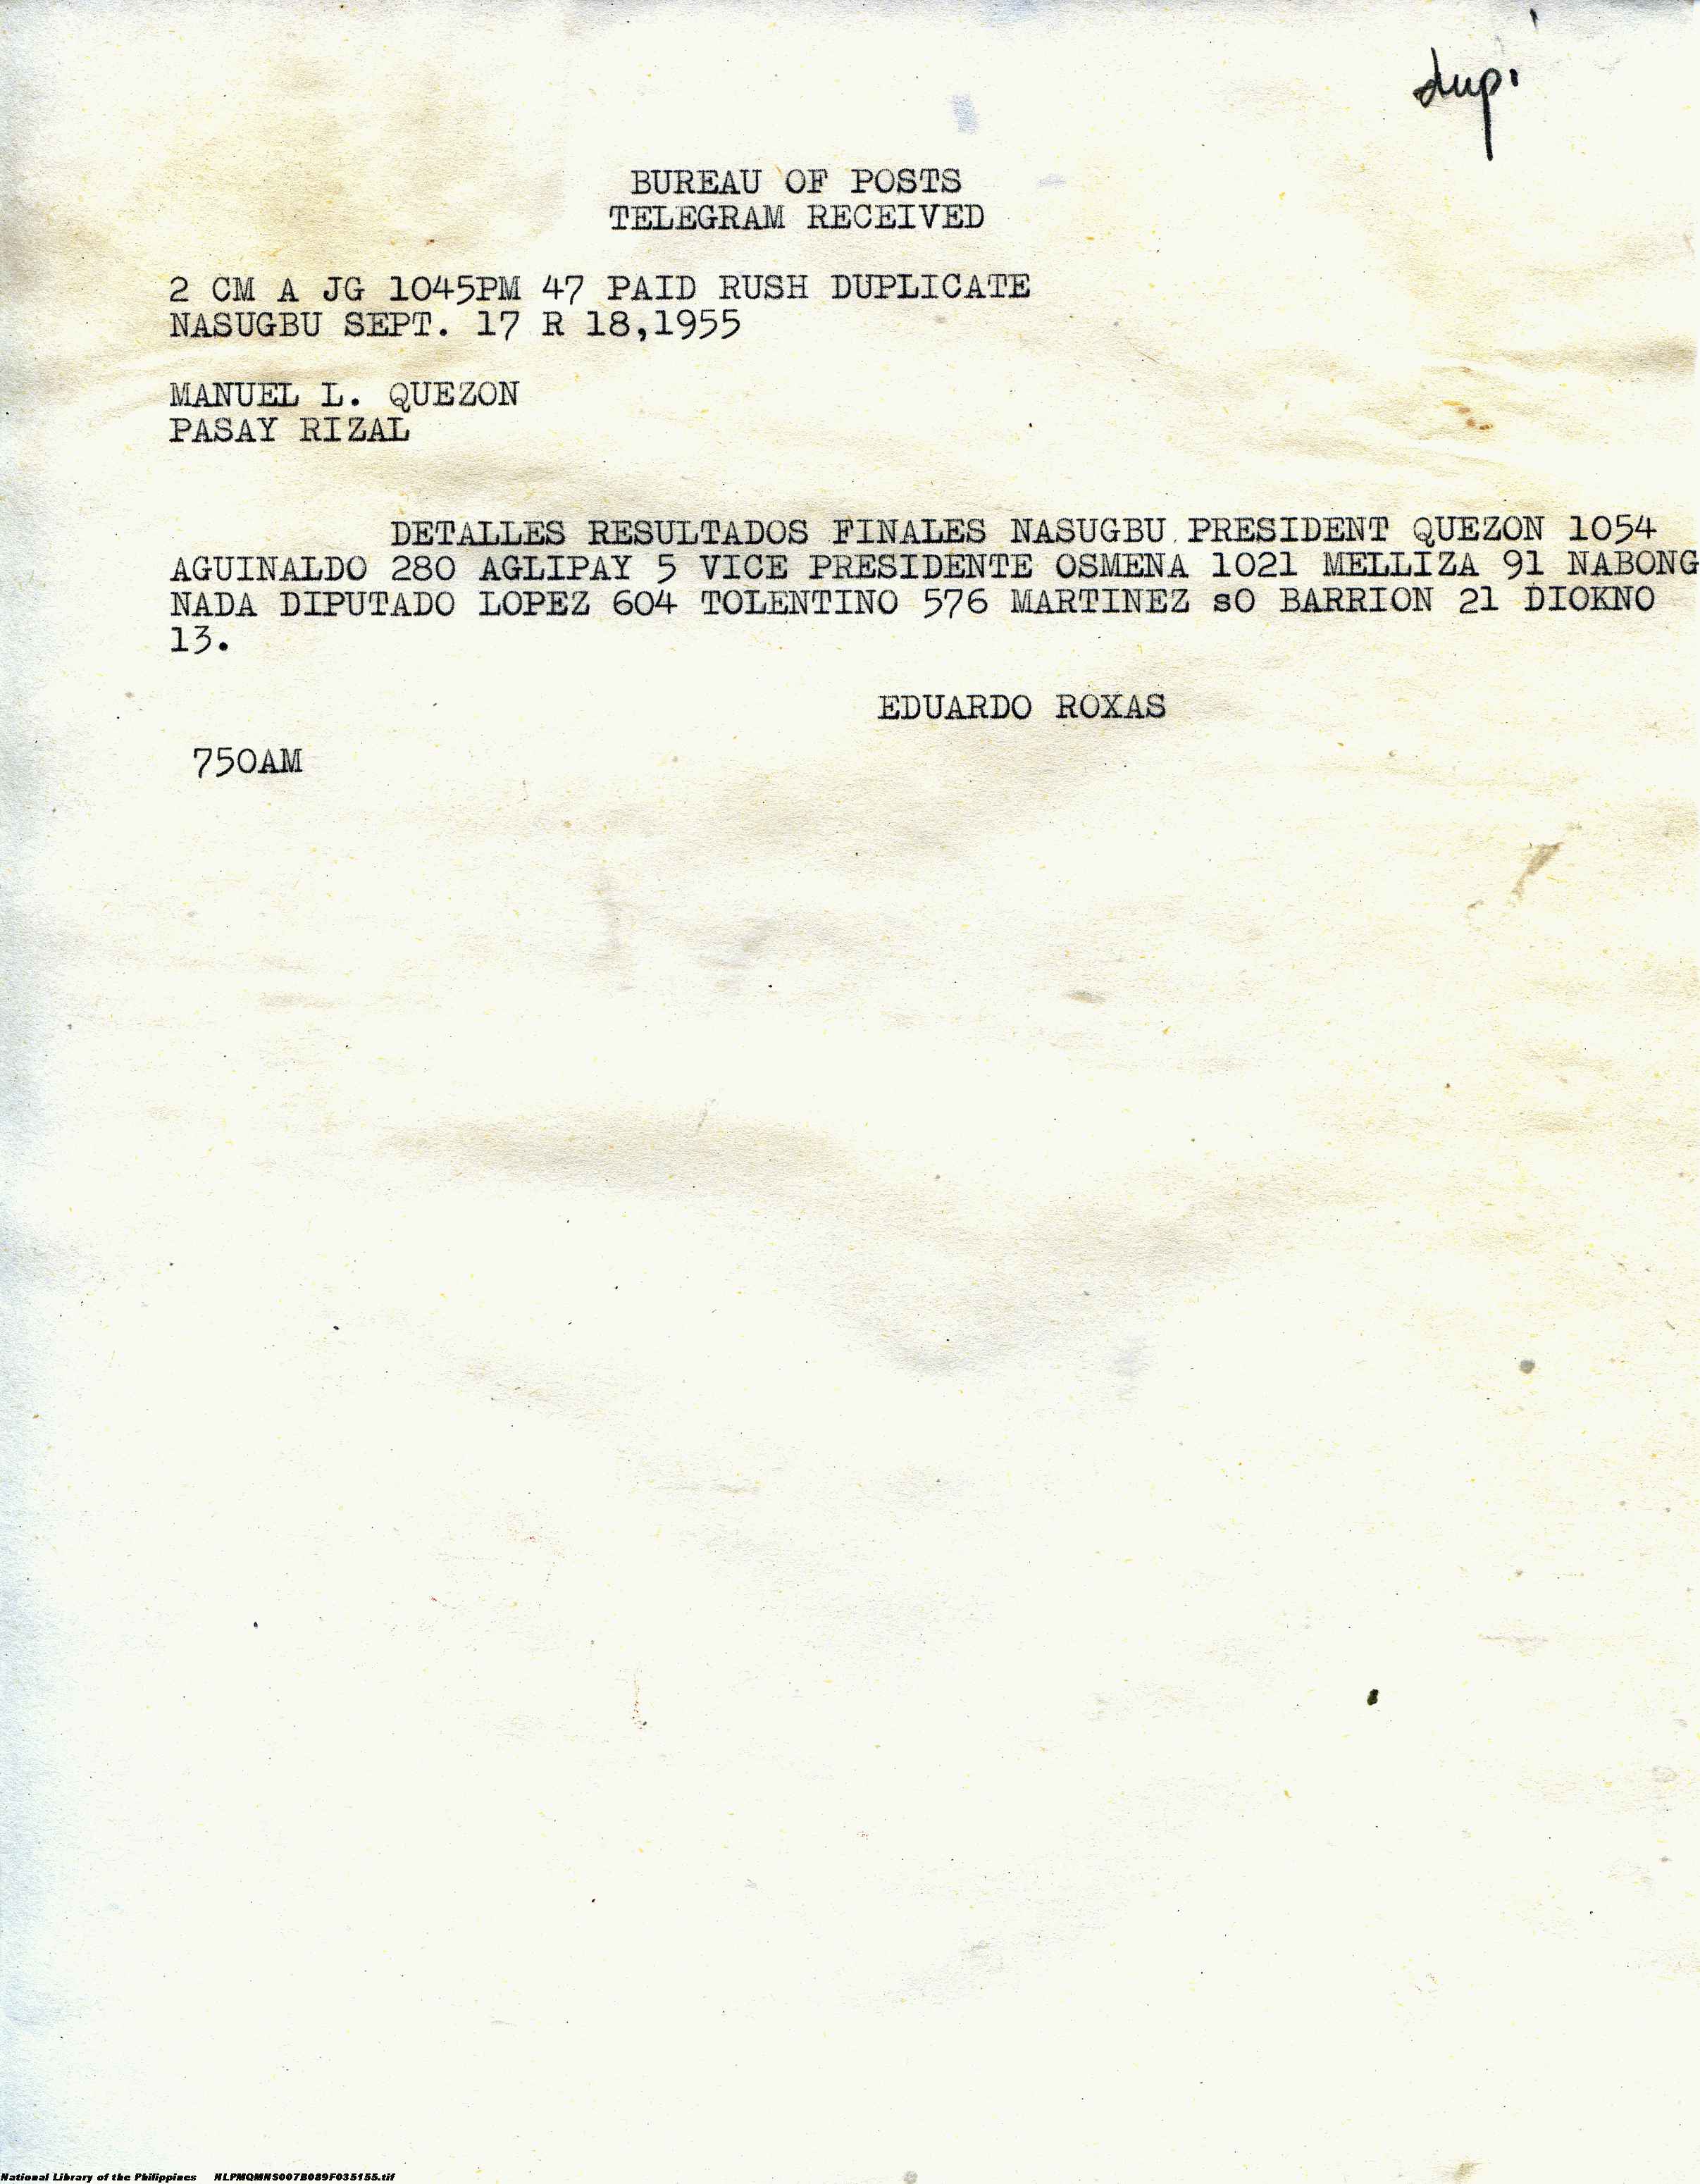 dup.
BUREAU OF POSTS
TELEGRAM RECEIVED
2 CM A JG 1045PM 47 PAID RUSH DUPLICATE
NASUGBU SEPT. 17 R 18,1955
MANUEL L. QUEZON
PASAY RIZAL
DETALLES RESULTADOS FINALES NASUGBU PRESIDENT QUEZON 1054
AGUINALDO 280 AGLIPAY 5 VICE PRESIDENTE OSMENA 1021 MELLIZA 91 NABONG
NADA DIPUTADO LOPEZ 604 TOLENTINO 576 MARTINEZ sO BARRION 21 DIOKNO
13.
EDUARDO ROXAS
750AM
National Library of the Philippines NLPMQMNS007B089F035155.tif